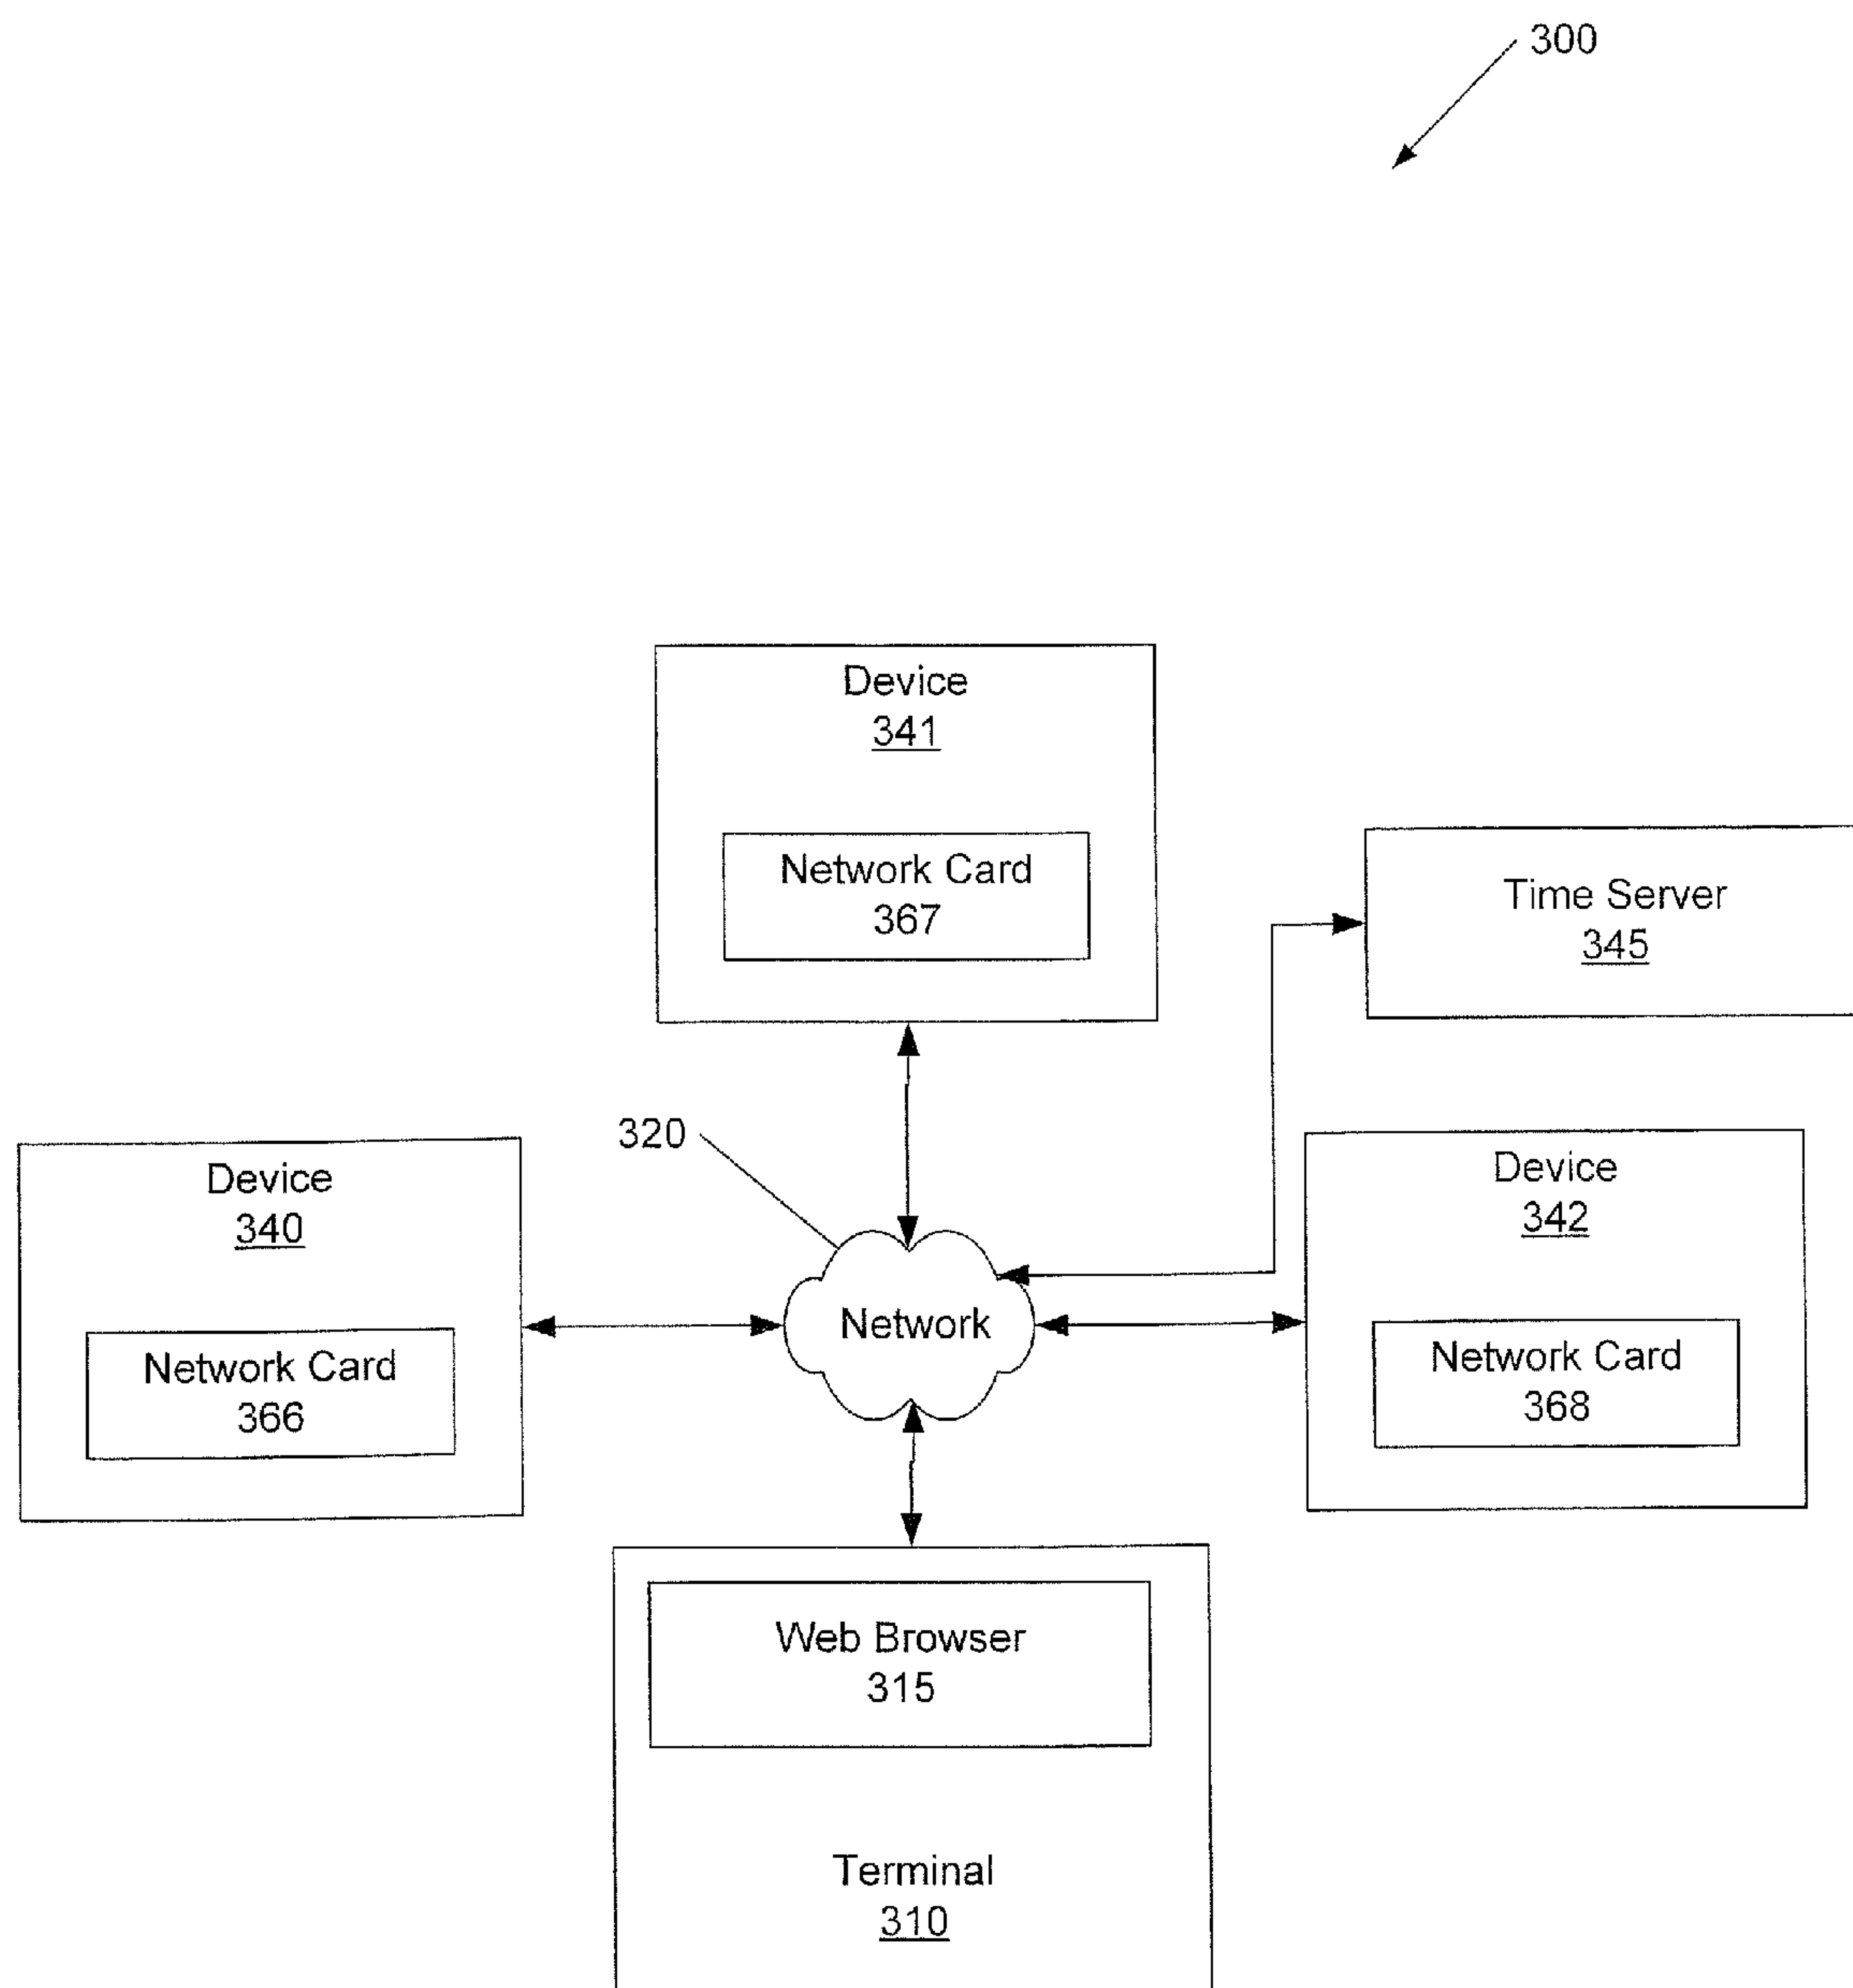 300
Device
341
Network Card
367
Time Server
345
320
Device
340
Network Card
366
Network
Device
342
Network Card
368
Web Browser
315
Terminal
310